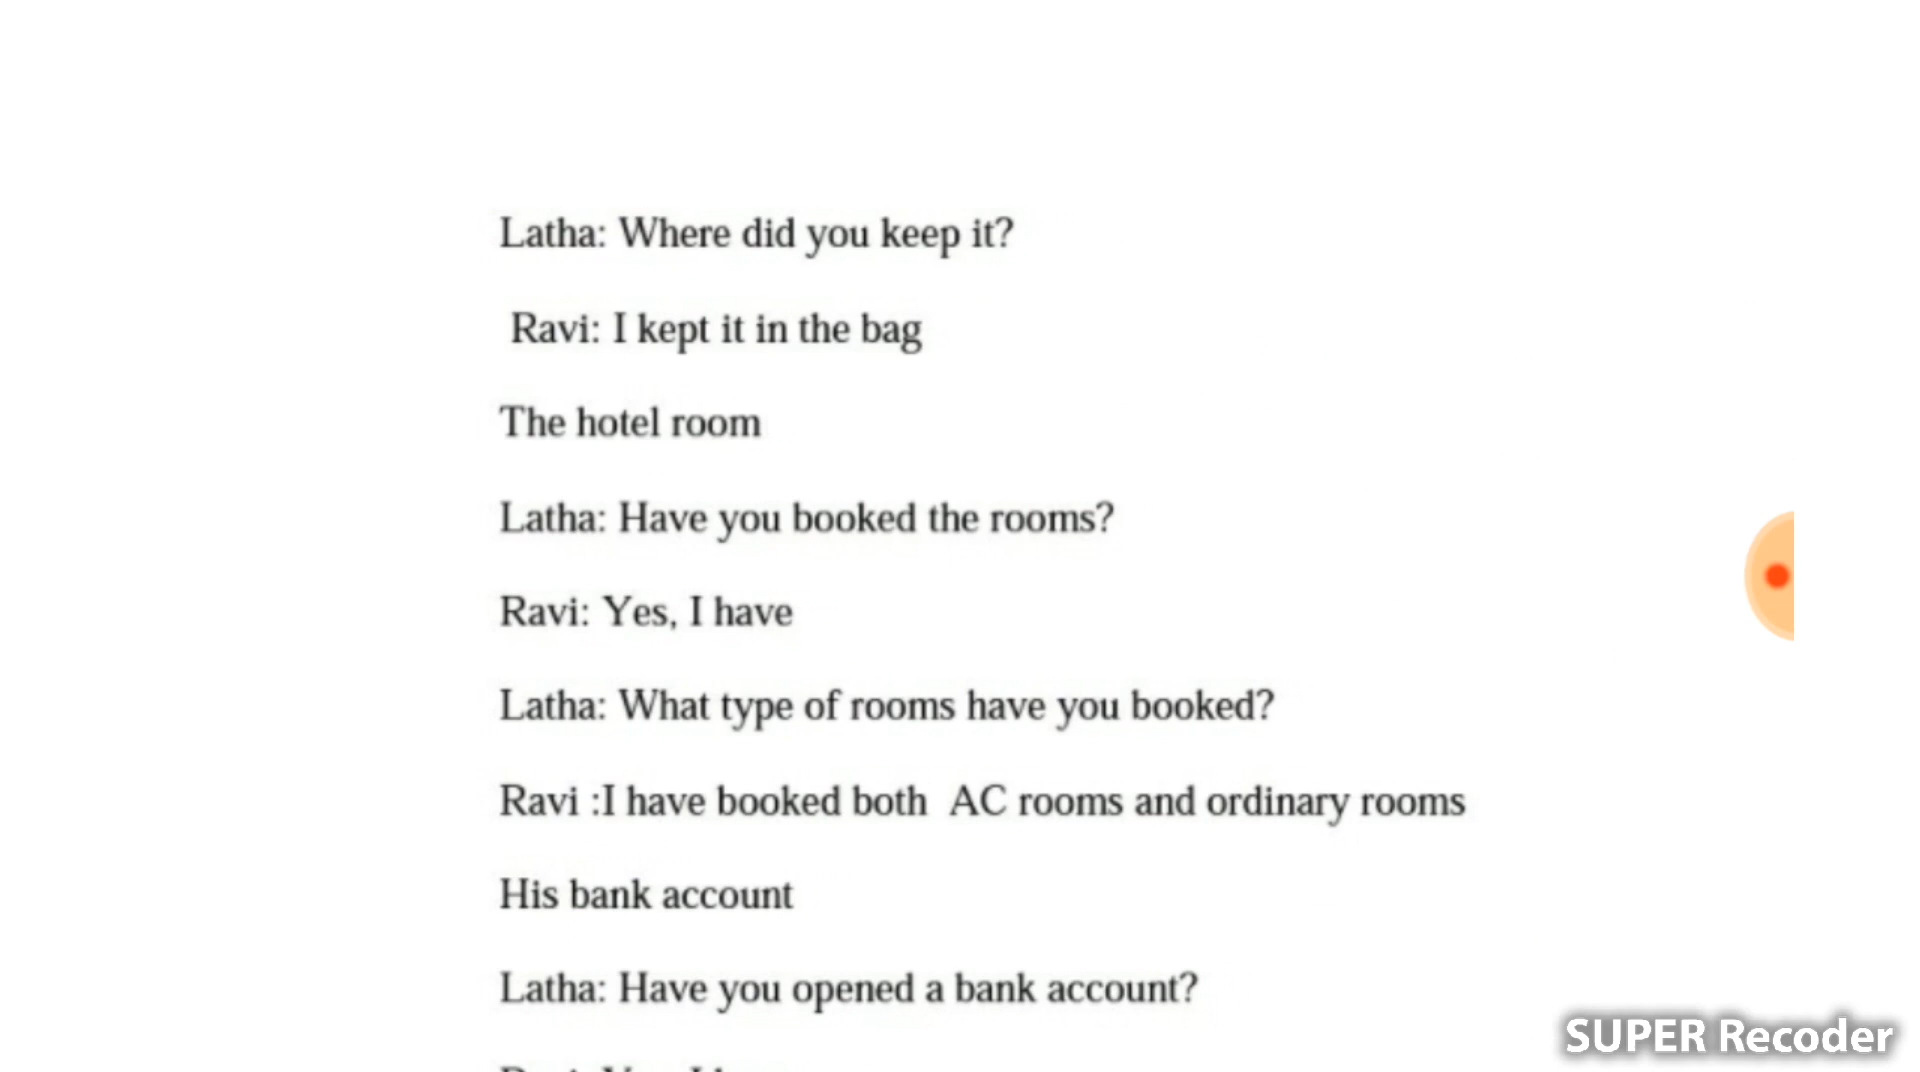 Latha: Where did you keep it?
Ravi: I kept it in the bag
The hotel room
Latha: Have you booked the rooms?
Ravi: Yes, I have
Latha: What type of rooms have you booked?
Ravi :I have booked both  AC rooms and ordinary rooms
His bank account
Latha: Have you opened a bank account?
SUPER Recoder